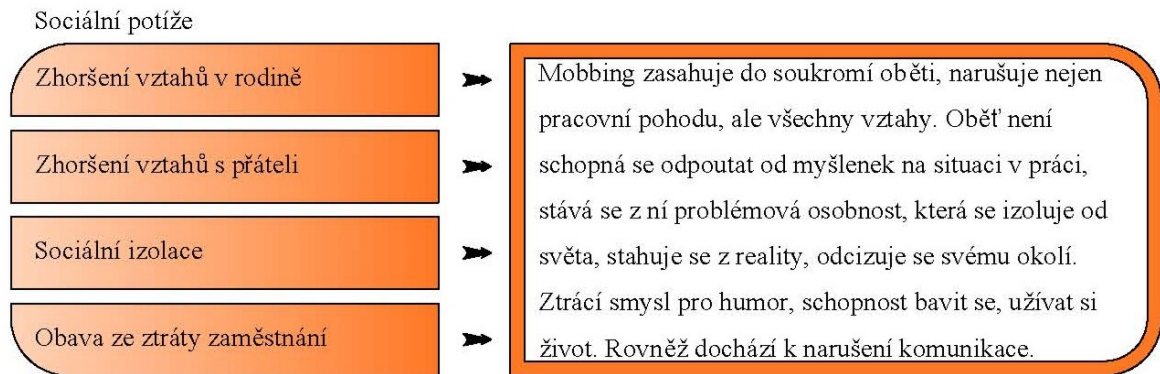 Sociální potíže
Zhoršení vztahů v rodině
Zhoršení vztahů s přáteli
Sociální izolace
Obava ze ztráty zaměstnání
Mobbing zasahuje do soukromí oběti, narušuje nejen
pracovní pohodu, ale všechny vztahy. Oběť není
schopná se odpoutat od myšlenek na situaci v práci,
stává se z ní problémová osobnost, která se izoluje od
světa, stahuje se z reality, odcizuje se svému okolí.
Ztrácí smysl pro humor, schopnost bavit se, užívat si
život. Rovněž dochází k narušení komunikace.